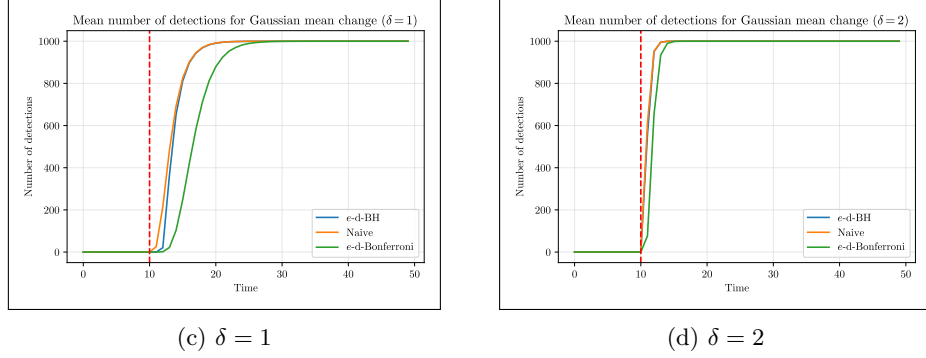 Mean number of detections for Gaussian mean change (δ = 1)
Number of detections
1000
800
600
400
200
0
0 10 20 30 40 50
Time
e-d-BH
Naive
e-d-Bonferroni
(c) δ = 1
Mean number of detections for Gaussian mean change (δ = 2)
Number of detections
1000
800
600
400
200
0
0 10 20 30 40 50
Time
e-d-BH
Naive
e-d-Bonferroni
(d) δ = 2